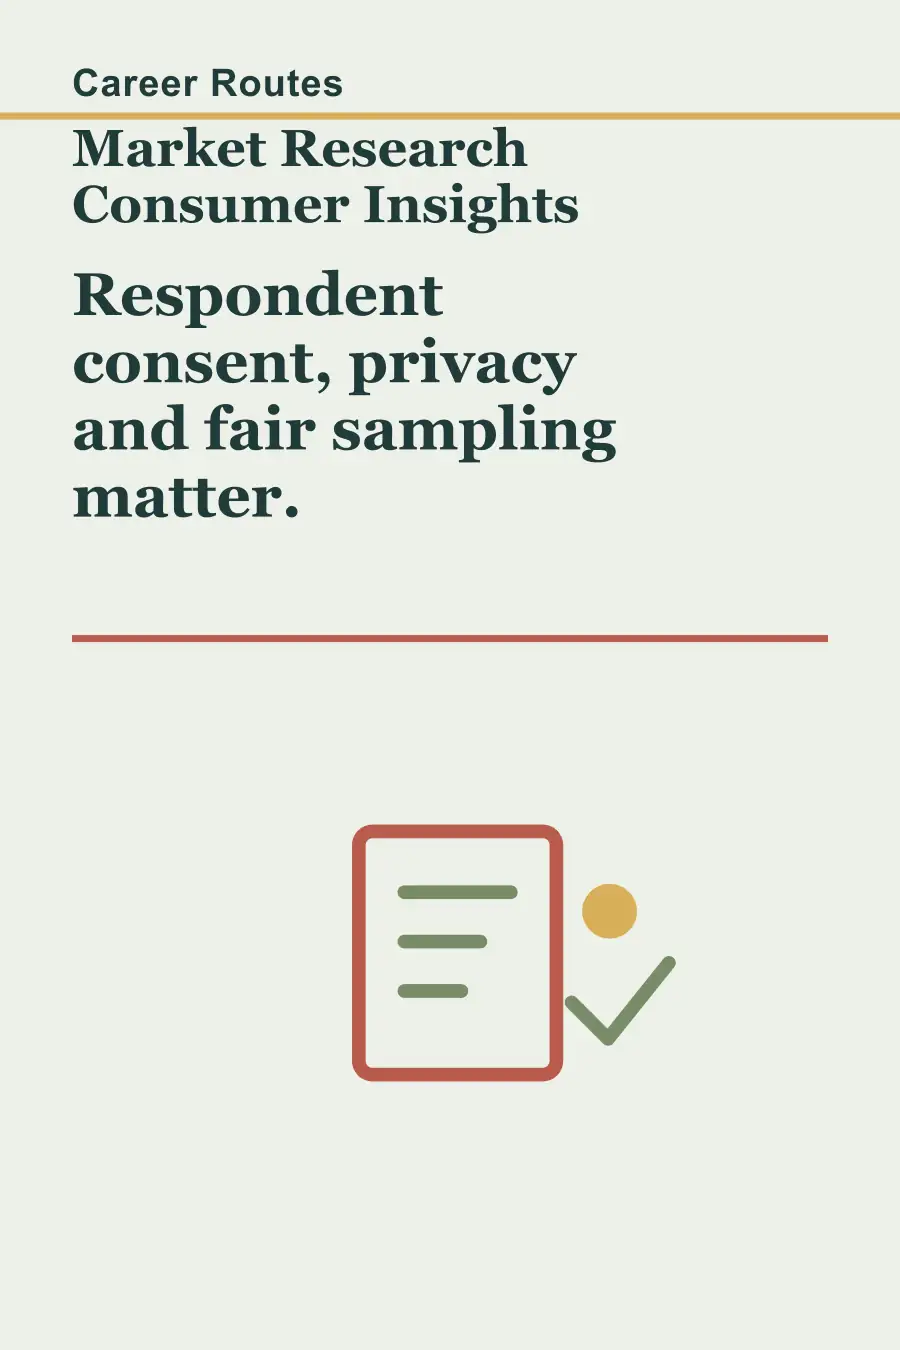 Career Routes
Market Research
Consumer Insights
Respondent
consent, privacy
and fair sampling
matter.